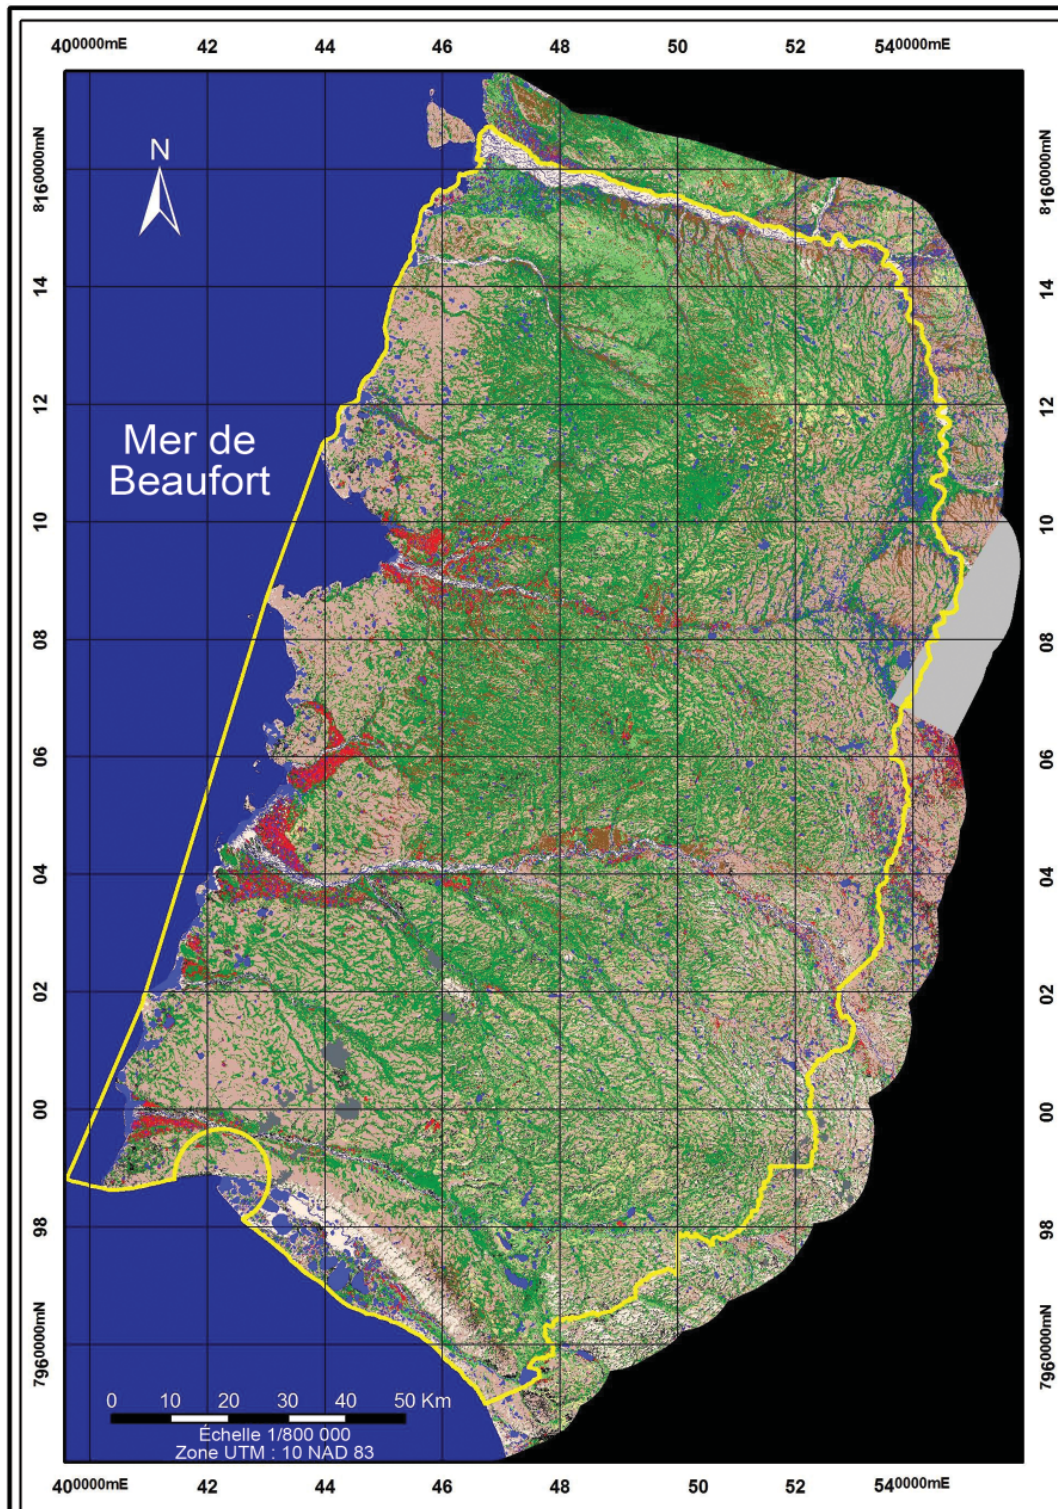 400000mE 42 44 46 48 50 52 540000mE
8160000mN
8160000mN
N
14
14
12
12
Mer de
Beaufort
10
10
08
08
06
06
04
04
02
02
00
00
98
98
7960000mN
7960000mN
0 10 20 30 40 50 Km
Échelle 1/800 000
Zone UTM : 10 NAD 83
400000mE 42 44 46 48 50 52 540000mE